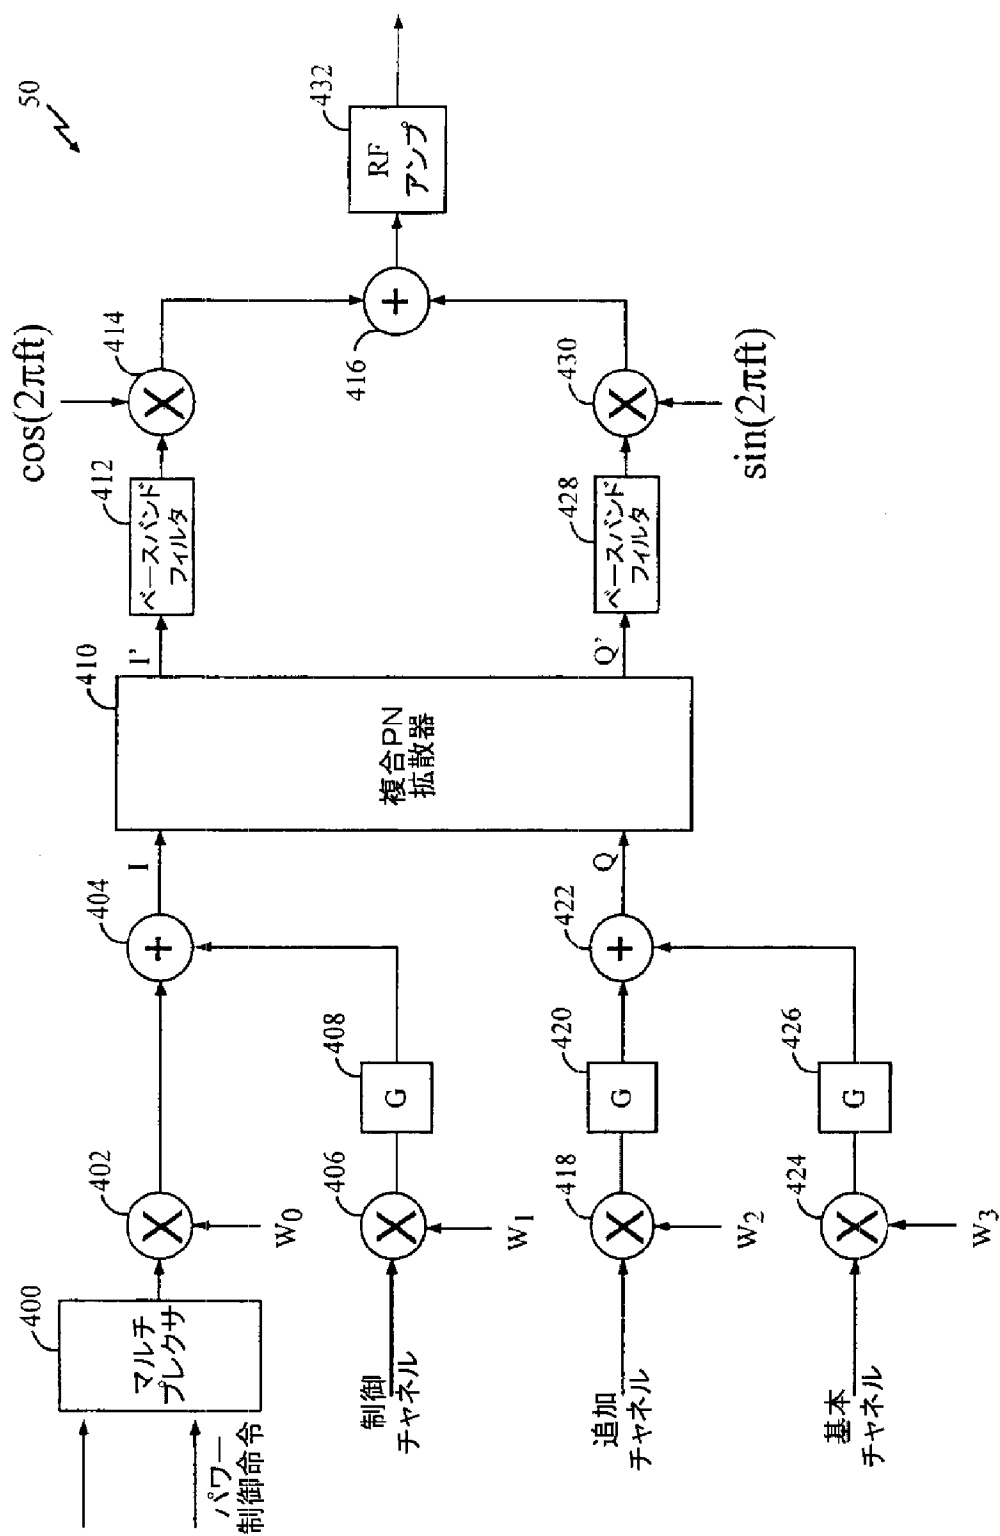 50
パワー
制御命令
マルチ
プレクサ
400
402
W0
404
I
制御
チャネル
406
W1
G
408
追加
チャネル
418
W2
G
420
422
Q
基本
チャネル
424
W3
G
426
複合PN
拡散器
410
I'
Q'
ベースバンド
フィルタ
412
cos(2πft)
414
ベースバンド
フィルタ
428
430
sin(2πft)
+
416
RF
アンプ
432